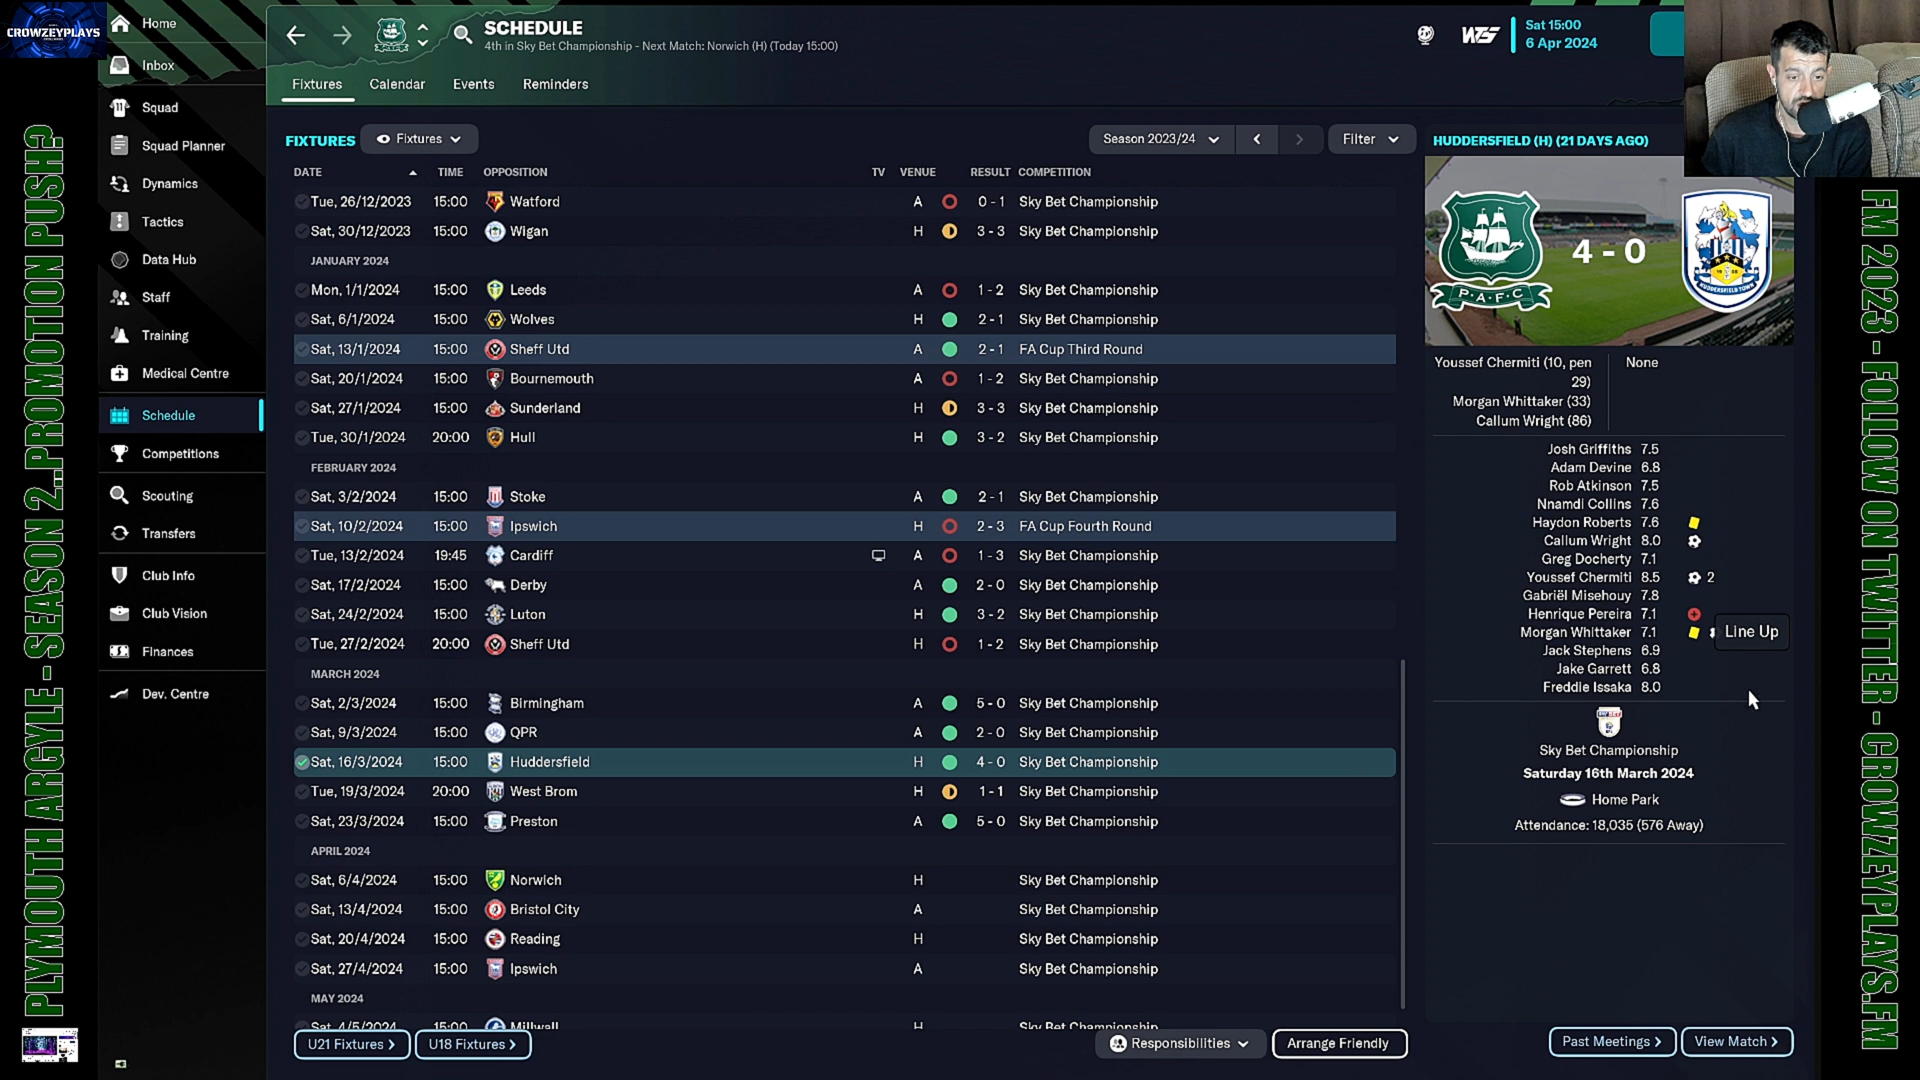 CROWZEYPLAYS
Home
Inbox
Squad
Squad Planner
Dynamics
Tactics
Data Hub
Staff
Training
Medical Centre
Schedule
Competitions
Scouting
Transfers
Club Info
Club Vision
Finances
Dev. Centre
PLYMOUTH ARGYLE - SEASON 2...PROMOTION PUSH?
SCHEDULE
4th in Sky Bet Championship - Next Match: Norwich (H) (Today 15:00)
Sat 15:00
6 Apr 2024
Fixtures Calendar Events Reminders
FIXTURES Fixtures Season 2023/24 Filter
DATE TIME OPPOSITION TV VENUE RESULT COMPETITION
Tue, 26/12/2023 15:00 Watford A 0 - 1 Sky Bet Championship
Sat, 30/12/2023 15:00 Wigan H 3 - 3 Sky Bet Championship
JANUARY 2024
Mon, 1/1/2024 15:00 Leeds A 1 - 2 Sky Bet Championship
Sat, 6/1/2024 15:00 Wolves H 2 - 1 Sky Bet Championship
Sat, 13/1/2024 15:00 Sheff Utd A 2 - 1 FA Cup Third Round
Sat, 20/1/2024 15:00 Bournemouth A 1 - 2 Sky Bet Championship
Sat, 27/1/2024 15:00 Sunderland H 3 - 3 Sky Bet Championship
Tue, 30/1/2024 20:00 Hull H 3 - 2 Sky Bet Championship
FEBRUARY 2024
Sat, 3/2/2024 15:00 Stoke A 2 - 1 Sky Bet Championship
Sat, 10/2/2024 15:00 Ipswich H 2 - 3 FA Cup Fourth Round
Tue, 13/2/2024 19:45 Cardiff A 1 - 3 Sky Bet Championship
Sat, 17/2/2024 15:00 Derby A 2 - 0 Sky Bet Championship
Sat, 24/2/2024 15:00 Luton H 3 - 2 Sky Bet Championship
Tue, 27/2/2024 20:00 Sheff Utd H 1 - 2 Sky Bet Championship
MARCH 2024
Sat, 2/3/2024 15:00 Birmingham A 5 - 0 Sky Bet Championship
Sat, 9/3/2024 15:00 QPR A 2 - 0 Sky Bet Championship
Sat, 16/3/2024 15:00 Huddersfield H 4 - 0 Sky Bet Championship
Tue, 19/3/2024 20:00 West Brom H 1 - 1 Sky Bet Championship
Sat, 23/3/2024 15:00 Preston A 5 - 0 Sky Bet Championship
APRIL 2024
Sat, 6/4/2024 15:00 Norwich H Sky Bet Championship
Sat, 13/4/2024 15:00 Bristol City A Sky Bet Championship
Sat, 20/4/2024 15:00 Reading H Sky Bet Championship
Sat, 27/4/2024 15:00 Ipswich A Sky Bet Championship
MAY 2024
Sat, 4/5/2024 15:00 Millwall H Sky Bet Championship
U21 Fixtures > U18 Fixtures > Responsibilities Arrange Friendly
HUDDERSFIELD (H) (21 DAYS AGO)
P·A·F·C
4 - 0
HUDDERSFIELD TOWN
Youssef Chermiti (10, pen None
29)
Morgan Whittaker (33)
Callum Wright (86)
Josh Griffiths 7.5
Adam Devine 6.8
Rob Atkinson 7.5
Nnamdi Collins 7.6
Haydon Roberts 7.6
Callum Wright 8.0
Greg Docherty 7.1
Youssef Chermiti 8.5 2
Gabriël Misehouy 7.8
Henrique Pereira 7.1
Morgan Whittaker 7.1 Line Up
Jack Stephens 6.9
Jake Garrett 6.8
Freddie Issaka 8.0
Sky Bet Championship
Saturday 16th March 2024
Home Park
Attendance: 18,035 (576 Away)
Past Meetings > View Match >
FM 2023 - FOLLOW ON TWITTER - CROWZEYPLAYS.FM